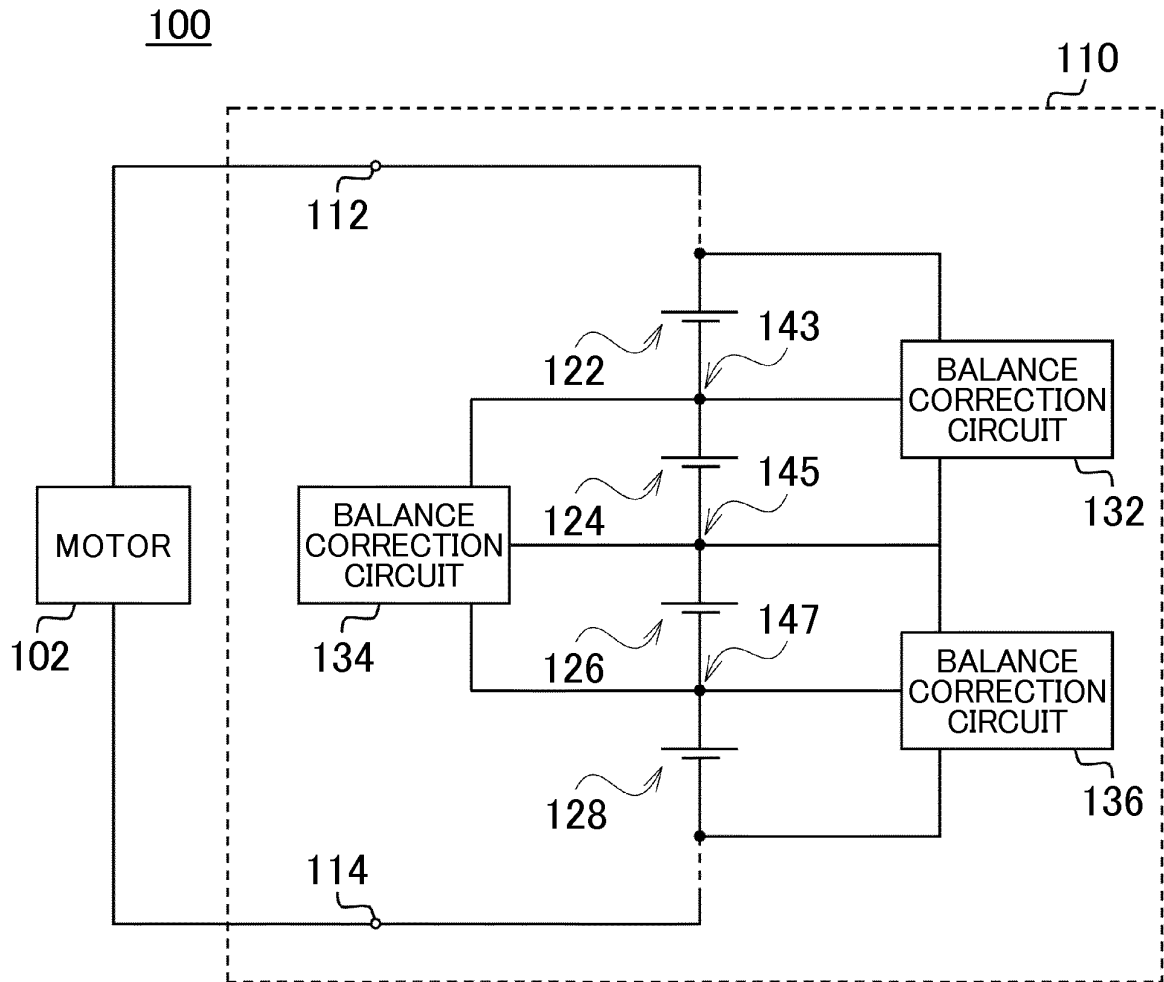 100
110
112
122
143
BALANCE
CORRECTION
CIRCUIT
132
124
145
MOTOR
102
BALANCE
CORRECTION
CIRCUIT
134
126
147
BALANCE
CORRECTION
CIRCUIT
136
128
114